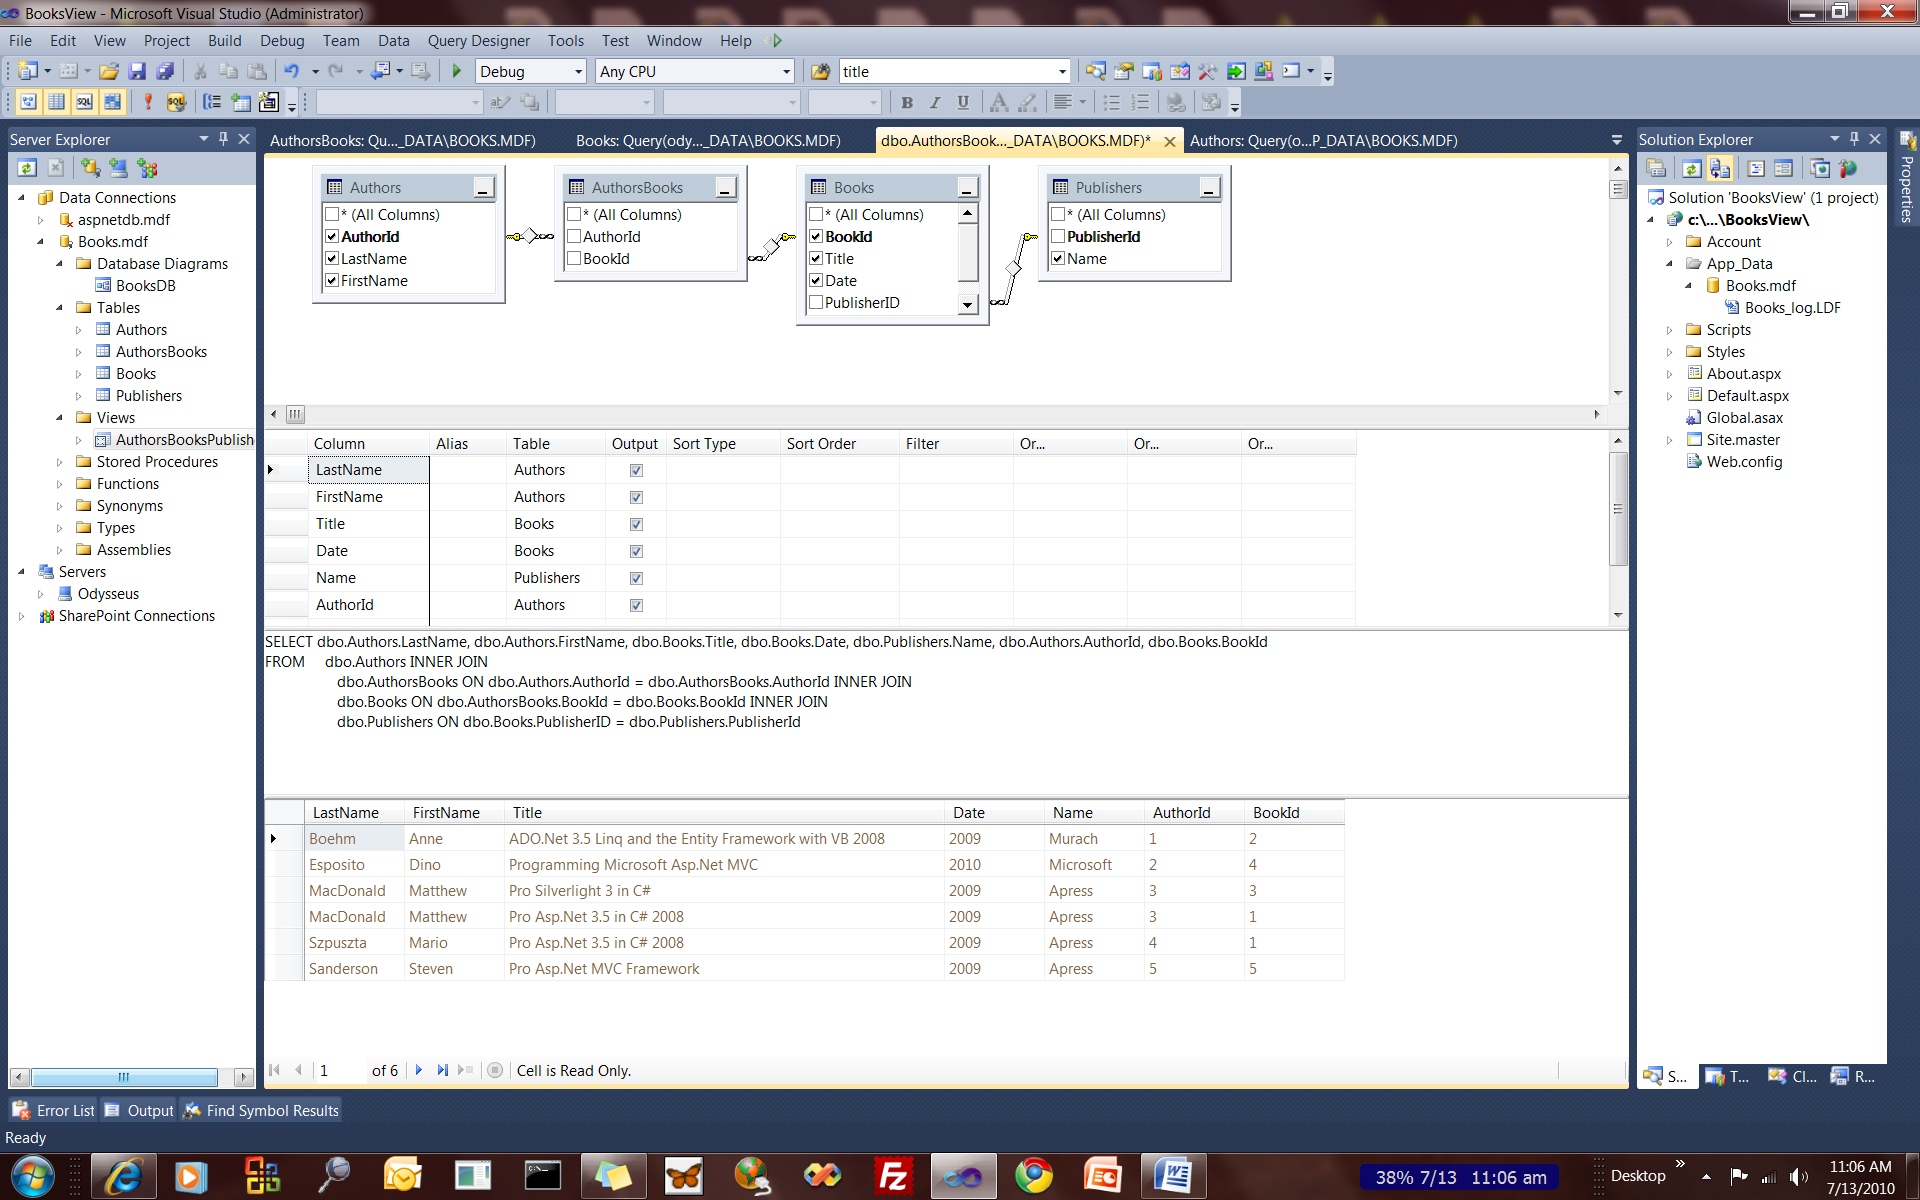 BooksView - Microsoft Visual Studio (Administrator)
File Edit View Project Build Debug Team Data Query Designer Tools Test Window Help
Debug Any CPU title
Server Explorer
Data Connections
aspnetdb.mdf
Books.mdf
Database Diagrams
BooksDB
Tables
Authors
AuthorsBooks
Books
Publishers
Views
AuthorsBooksPublish
Stored Procedures
Functions
Synonyms
Types
Assemblies
Servers
Odysseus
SharePoint Connections
AuthorsBooks: Qu..._DATA\BOOKS.MDF) Books: Query(ody..._DATA\BOOKS.MDF) dbo.AuthorsBook..._DATA\BOOKS.MDF)* Authors: Query(o...P_DATA\BOOKS.MDF)
Authors
* (All Columns)
AuthorId
LastName
FirstName
AuthorsBooks
* (All Columns)
AuthorId
BookId
Books
* (All Columns)
BookId
Title
Date
PublisherID
Publishers
* (All Columns)
PublisherId
Name
Column Alias Table Output Sort Type Sort Order Filter Or... Or... Or...
LastName Authors
FirstName Authors
Title Books
Date Books
Name Publishers
AuthorId Authors
SELECT dbo.Authors.LastName, dbo.Authors.FirstName, dbo.Books.Title, dbo.Books.Date, dbo.Publishers.Name, dbo.Authors.AuthorId, dbo.Books.BookId
FROM dbo.Authors INNER JOIN
dbo.AuthorsBooks ON dbo.Authors.AuthorId = dbo.AuthorsBooks.AuthorId INNER JOIN
dbo.Books ON dbo.AuthorsBooks.BookId = dbo.Books.BookId INNER JOIN
dbo.Publishers ON dbo.Books.PublisherID = dbo.Publishers.PublisherId
LastName FirstName Title Date Name AuthorId BookId
Boehm Anne ADO.Net 3.5 Linq and the Entity Framework with VB 2008 2009 Murach 1 2
Esposito Dino Programming Microsoft Asp.Net MVC 2010 Microsoft 2 4
MacDonald Matthew Pro Silverlight 3 in C# 2009 Apress 3 3
MacDonald Matthew Pro Asp.Net 3.5 in C# 2008 2009 Apress 3 1
Szpuszta Mario Pro Asp.Net 3.5 in C# 2008 2009 Apress 4 1
Sanderson Steven Pro Asp.Net MVC Framework 2009 Apress 5 5
1 of 6 Cell is Read Only.
Solution Explorer
Solution 'BooksView' (1 project)
c:\...\BooksView\
Account
App_Data
Books.mdf
Books_log.LDF
Scripts
Styles
About.aspx
Default.aspx
Global.asax
Site.master
Web.config
S... T... Cl... R...
Properties
Error List Output Find Symbol Results
Ready
38% 7/13 11:06 am
Desktop
11:06 AM
7/13/2010